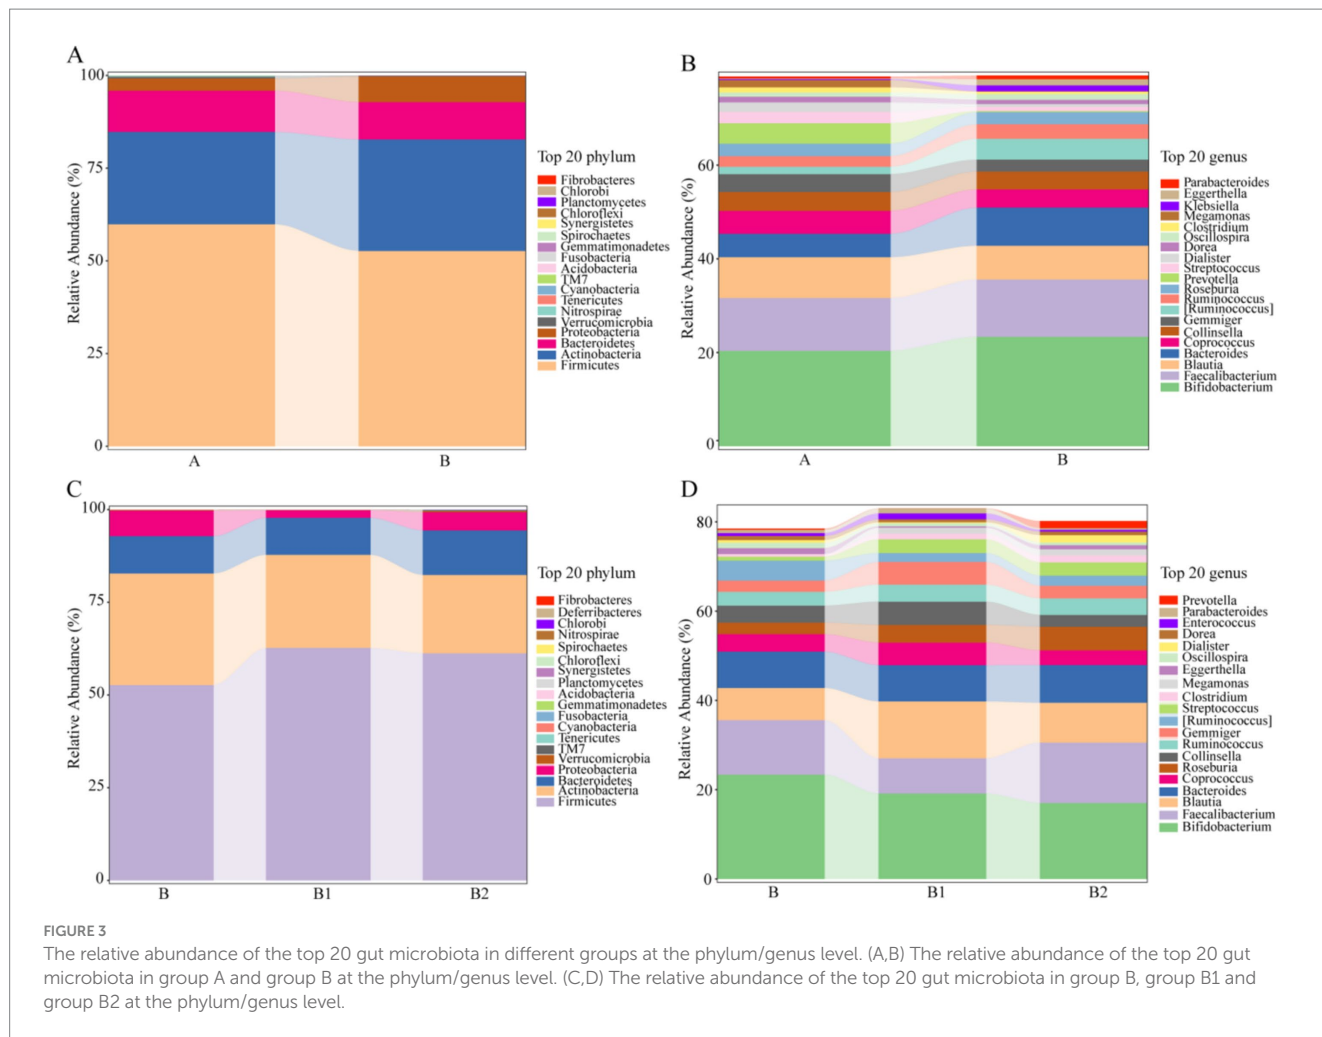 A
100
75
50
25
0
Relative Abundance (%)
A
B
Top 20 phylum
Fibrobacteres
Chlorobi
Planctomycetes
Chloroflexi
Synergistetes
Spirochaetes
Gemmatimonadetes
Fusobacteria
Acidobacteria
TM7
Cyanobacteria
Tenericutes
Nitrospirae
Verrucomicrobia
Proteobacteria
Bacteroidetes
Actinobacteria
Firmicutes
B
60
40
20
0
Relative Abundance (%)
A
B
Top 20 genus
Parabacteroides
Eggerthella
Klebsiella
Megamonas
Clostridium
Oscillospira
Dorea
Dialister
Streptococcus
Prevotella
Roseburia
Ruminococcus
[Ruminococcus]
Gemmiger
Collinsella
Coprococcus
Bacteroides
Blautia
Faecalibacterium
Bifidobacterium
C
100
75
50
25
0
Relative Abundance (%)
B
B1
B2
Top 20 phylum
Fibrobacteres
Deferribacteres
Chlorobi
Nitrospirae
Spirochaetes
Chloroflexi
Synergistetes
Planctomycetes
Acidobacteria
Gemmatimonadetes
Fusobacteria
Cyanobacteria
Tenericutes
TM7
Verrucomicrobia
Proteobacteria
Bacteroidetes
Actinobacteria
Firmicutes
D
80
60
40
20
0
Relative Abundance (%)
B
B1
B2
Top 20 genus
Prevotella
Parabacteroides
Enterococcus
Dorea
Dialister
Oscillospira
Eggerthella
Megamonas
Clostridium
Streptococcus
[Ruminococcus]
Gemmiger
Ruminococcus
Collinsella
Roseburia
Coprococcus
Bacteroides
Blautia
Faecalibacterium
Bifidobacterium
FIGURE 3
The relative abundance of the top 20 gut microbiota in different groups at the phylum/genus level. (A,B) The relative abundance of the top 20 gut
microbiota in group A and group B at the phylum/genus level. (C,D) The relative abundance of the top 20 gut microbiota in group B, group B1 and
group B2 at the phylum/genus level.